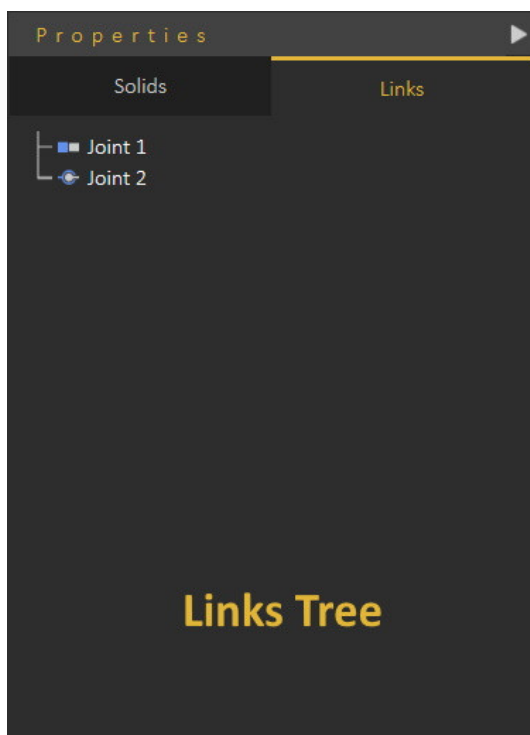 Properties
Solids
Links
Joint 1
Joint 2
Links Tree